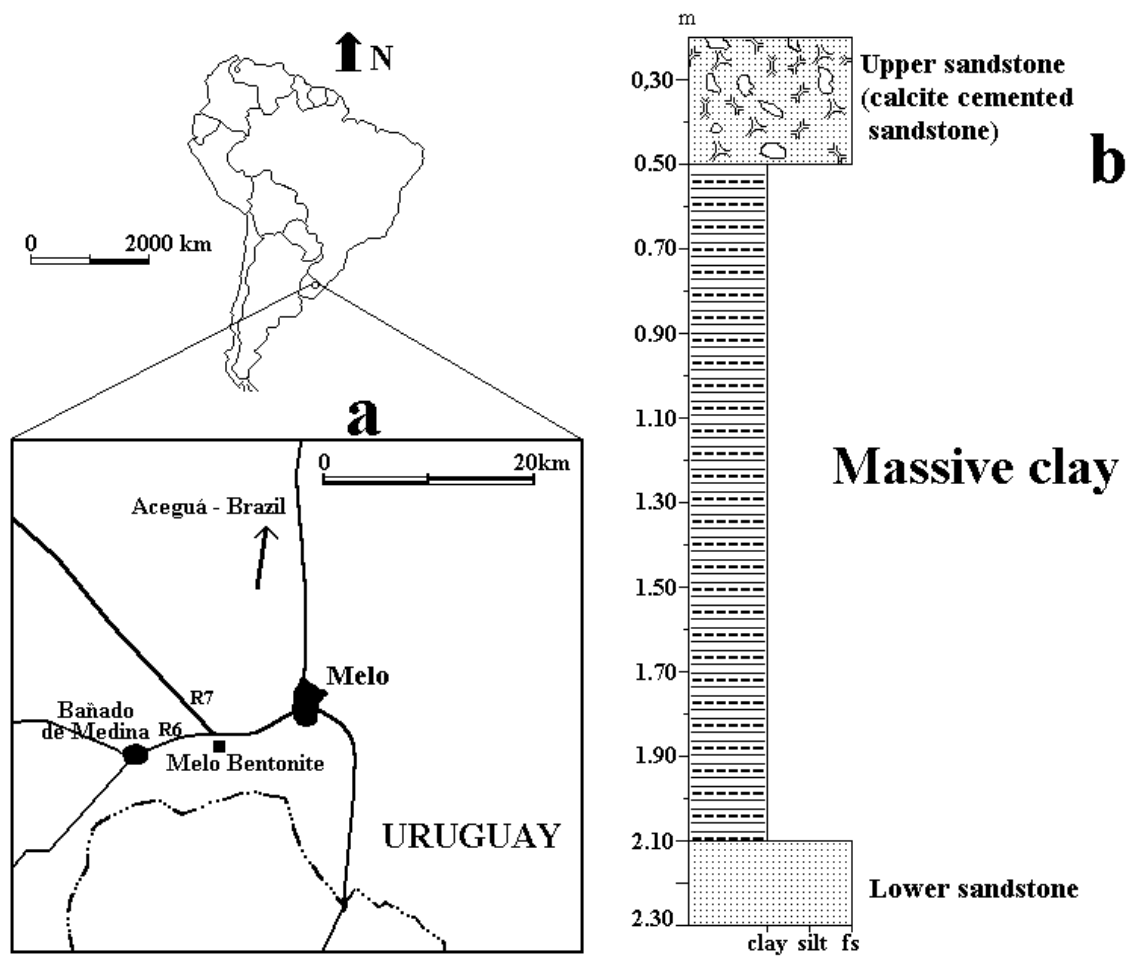 N
0 2000 km
a
0 20km
Aceguá - Brazil
Melo
R7
Bañado
de Medina
R6
Melo Bentonite
URUGUAY
m
0,30
0.50
0.70
0.90
1.10
1.30
1.50
1.70
1.90
2.10
2.30
clay silt fs
Upper sandstone
(calcite cemented
sandstone)
b
Massive clay
Lower sandstone